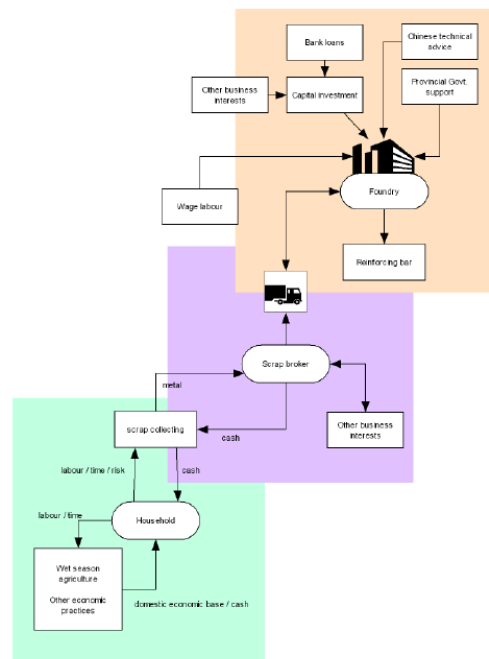 Bank loans
Chinese technical
advice
Other business
interests
Capital investment
Provincial Govt.
support
Wage labour
Foundry
Reinforcing bar
Scrap broker
metal
Other business
interests
scrap collecting
cash
labour / time / risk
cash
labour / time
Household
Wet season
agriculture
Other economic
practices
domestic economic base / cash